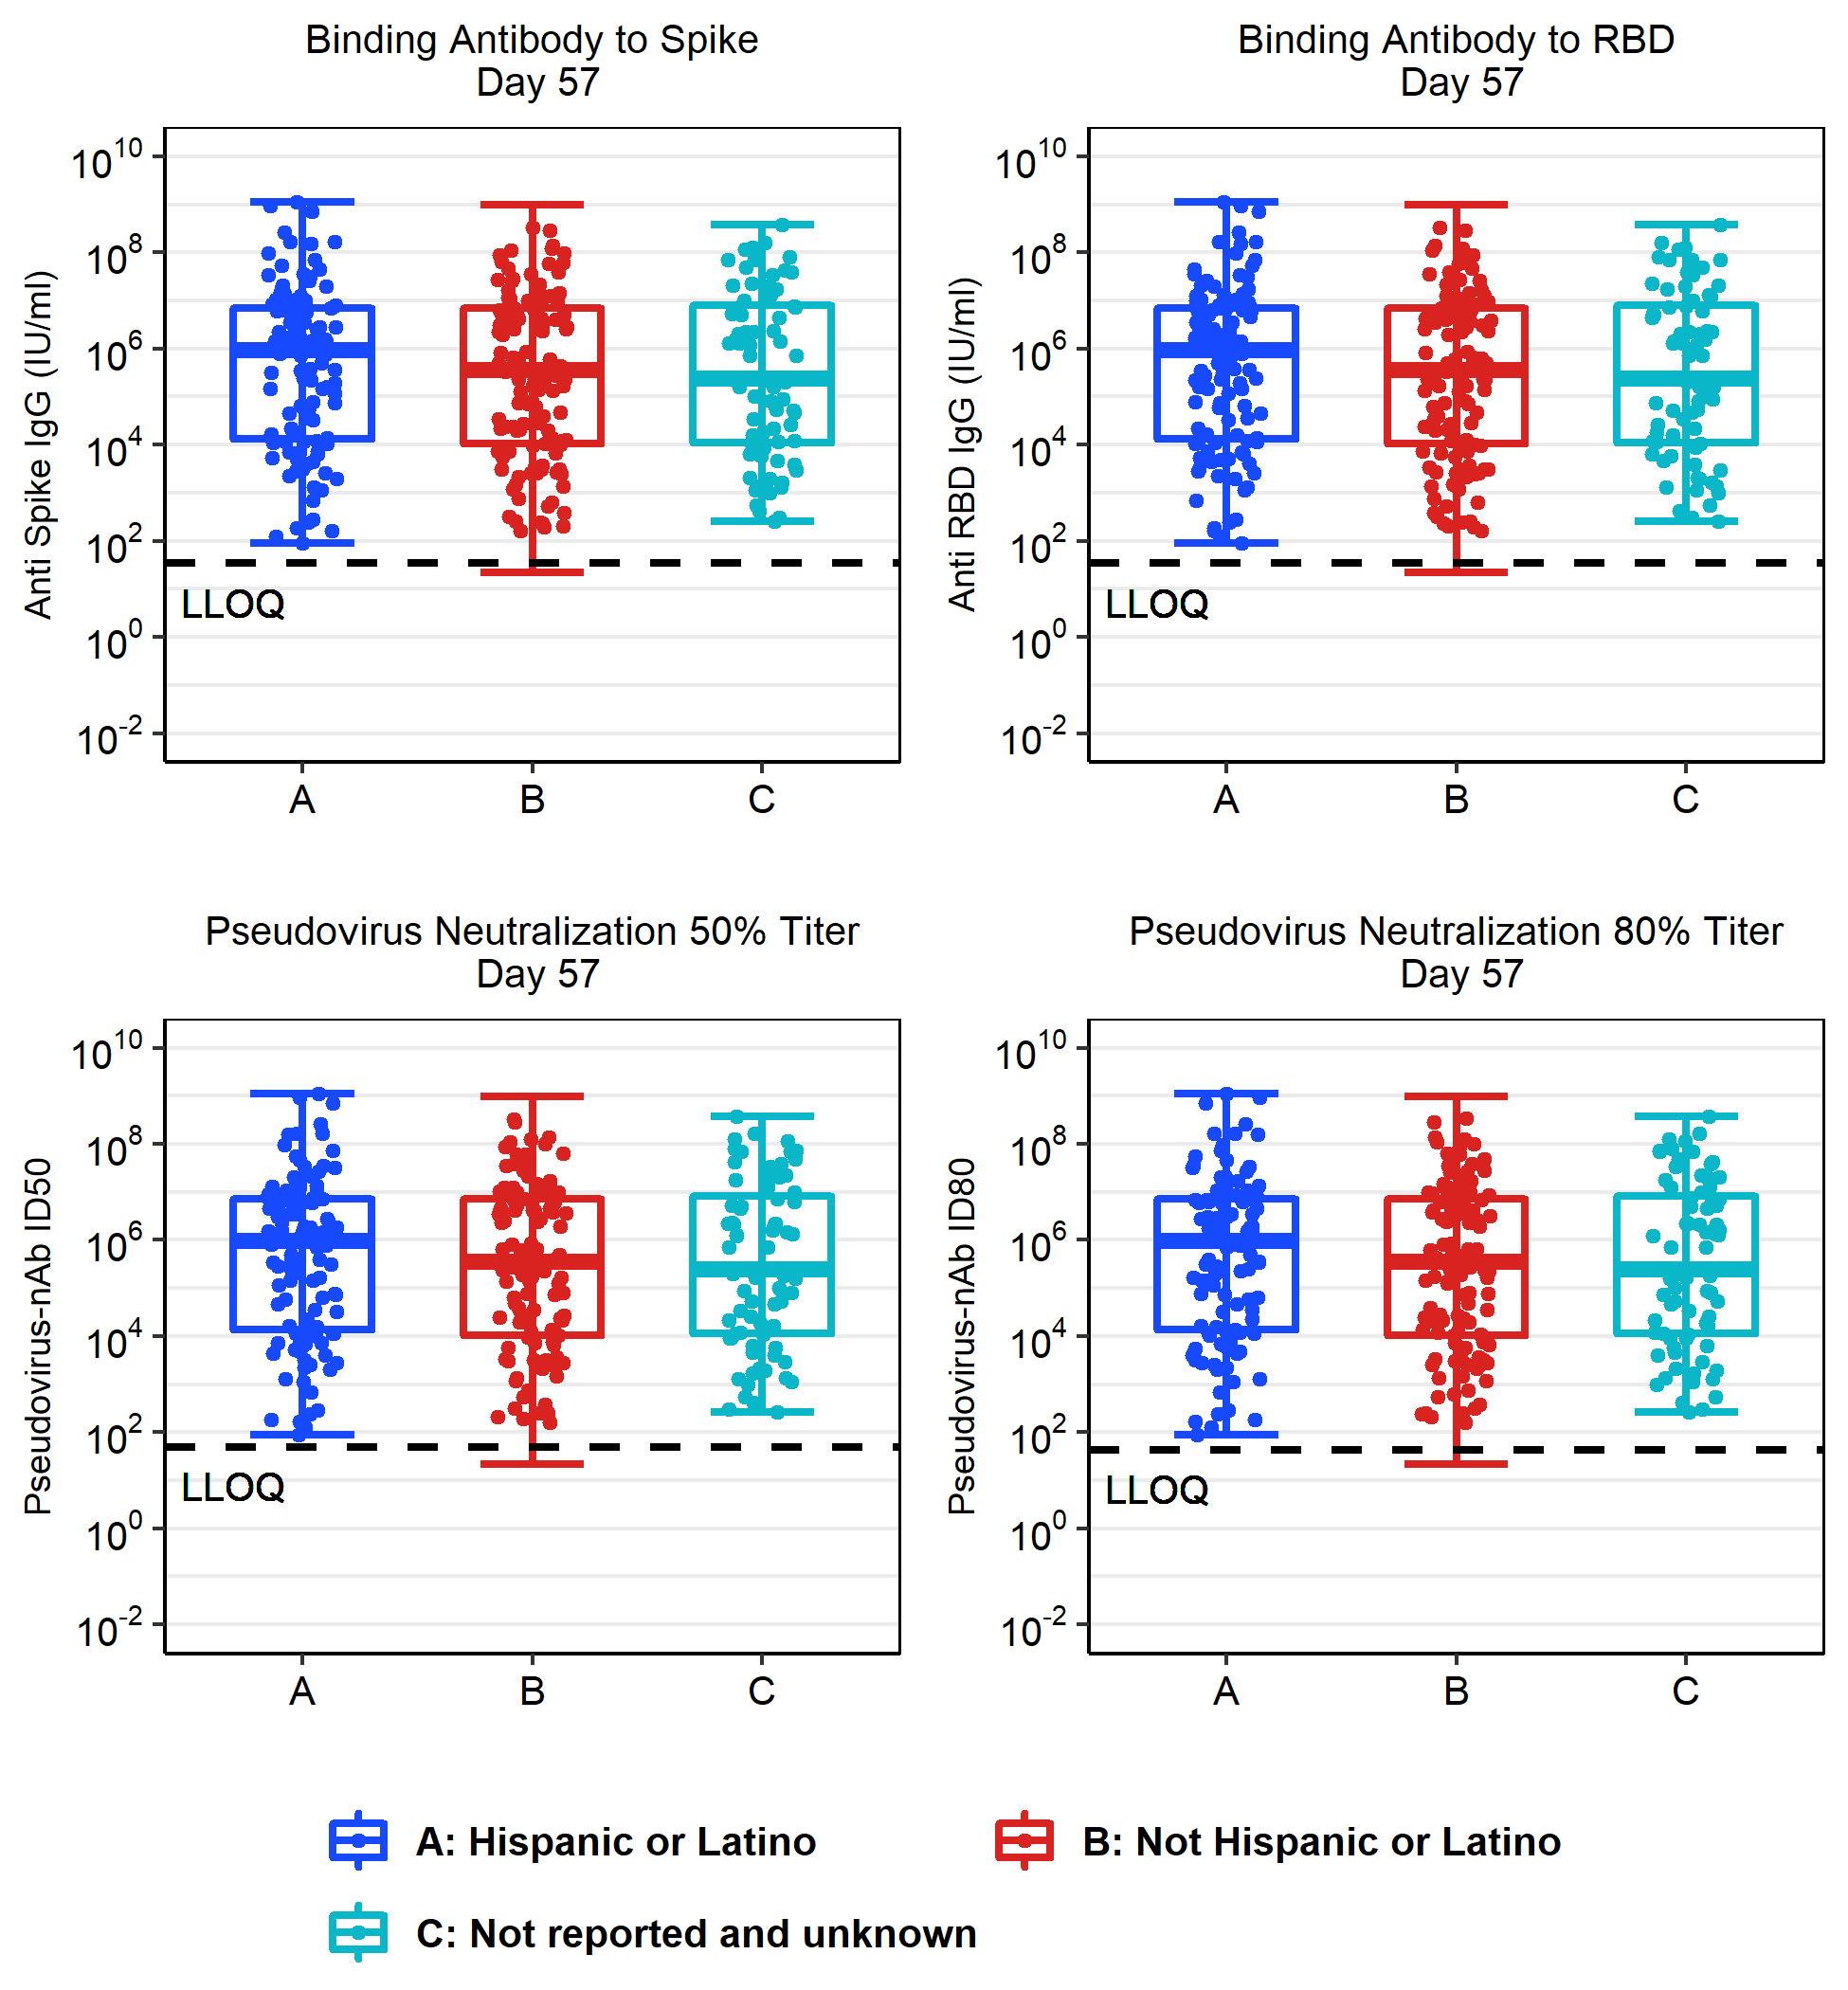 Binding Antibody to Spike
Day 57
Anti Spike IgG (IU/ml)
10^10
10^8
10^6
10^4
10^2
10^0
10^-2
LLOQ
A B C
Binding Antibody to RBD
Day 57
Anti RBD IgG (IU/ml)
10^10
10^8
10^6
10^4
10^2
10^0
10^-2
LLOQ
A B C
Pseudovirus Neutralization 50% Titer
Day 57
Pseudovirus-nAb ID50
10^10
10^8
10^6
10^4
10^2
10^0
10^-2
LLOQ
A B C
Pseudovirus Neutralization 80% Titer
Day 57
Pseudovirus-nAb ID80
10^10
10^8
10^6
10^4
10^2
10^0
10^-2
LLOQ
A B C
A: Hispanic or Latino
B: Not Hispanic or Latino
C: Not reported and unknown